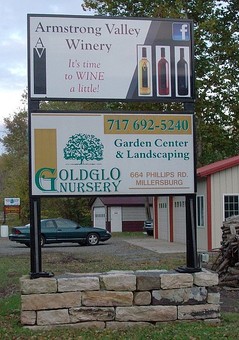 Armstrong Valley
Winery
AV
It's time
to WINE
a little!
f
717 692-5240
Garden Center
& Landscaping
GOLDGLO
NURSERY
664 PHILLIPS RD.
MILLERSBURG